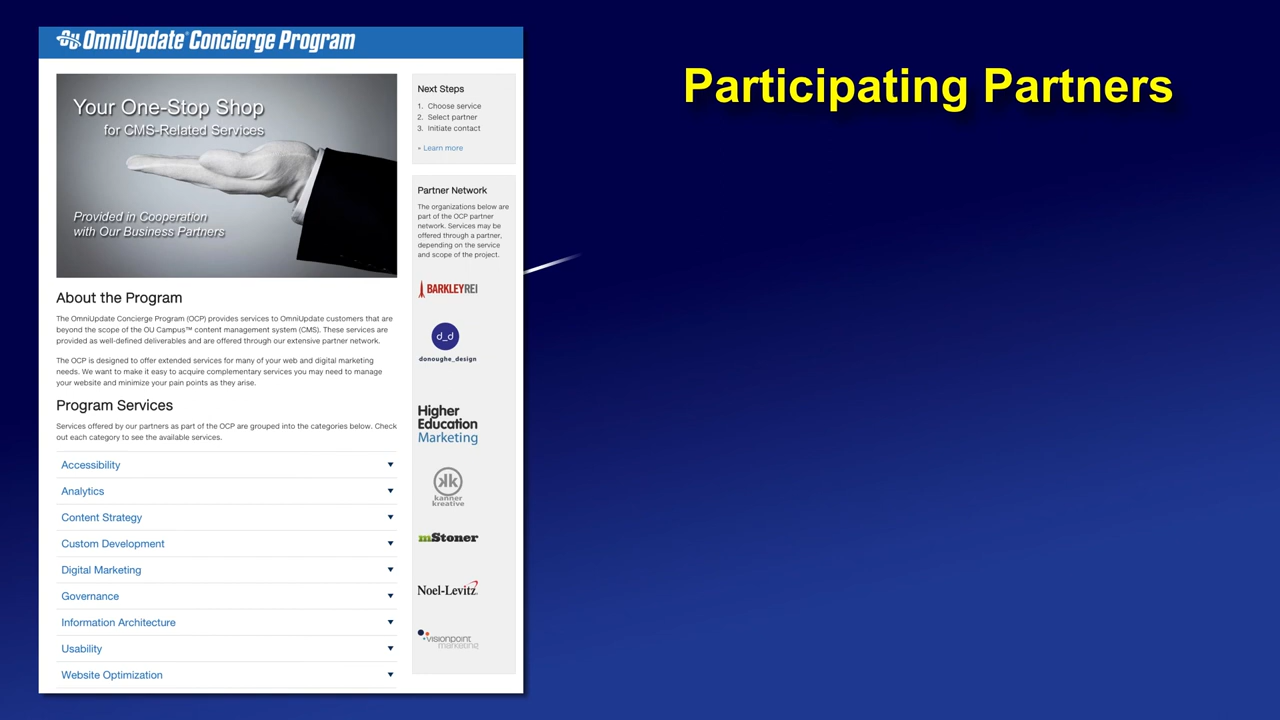 OU OmniUpdate® Concierge Program
Participating Partners
Your One-Stop Shop
for CMS-Related Services
Provided in Cooperation
with Our Business Partners
About the Program
The OmniUpdate Concierge Program (OCP) provides services to OmniUpdate customers that are
beyond the scope of the OU Campus™ content management system (CMS). These services are
provided as well-defined deliverables and are offered through our extensive partner network.
The OCP is designed to offer extended services for many of your web and digital marketing
needs. We want to make it easy to acquire complementary services you may need to manage
your website and minimize your pain points as they arise.
Program Services
Services offered by our partners as part of the OCP are grouped into the categories below. Check
out each category to see the available services.
Accessibility
Analytics
Content Strategy
Custom Development
Digital Marketing
Governance
Information Architecture
Usability
Website Optimization
Next Steps
1. Choose service
2. Select partner
3. Initiate contact
» Learn more
Partner Network
The organizations below are
part of the OCP partner
network. Services may be
offered through a partner,
depending on the service
and scope of the project.
BARKLEYREI
d_d
donoughe_design
Higher
Education
Marketing
kk
kanner
kreative
mStoner
Noel-Levitz
visionpoint
marketing